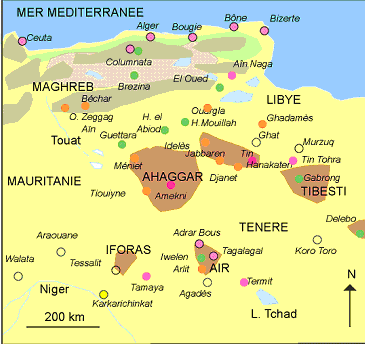 MER MEDITERRANEE
Bône
Bizerte
Alger
Bougie
Ceuta
Columnata
Aïn Naga
El Oued
Brezina
MAGHREB
LIBYE
Béchar
Ouargla
O. Zeggag
H. el
H.Mouillah
Ghadamés
Aïn
Abiod
Guettara
Touat
Idelès
Ghat
Murzuq
Jabbaren
Méniet
Tin
Tin Tohra
Hanakaten
AHAGGAR
Djanet
Gabrong
MAURITANIE
TIBESTI
Amekni
Tiouiyne
Delebo
TENERE
Araouane
Adrar Bous
IFORAS
Tagalagal
Koro Toro
Walata
Tessalit
Iwelen
AIR
Arlit
Niger
Tamaya
Agadès
Termit
N
Karkarichinkat
200 km
L. Tchad